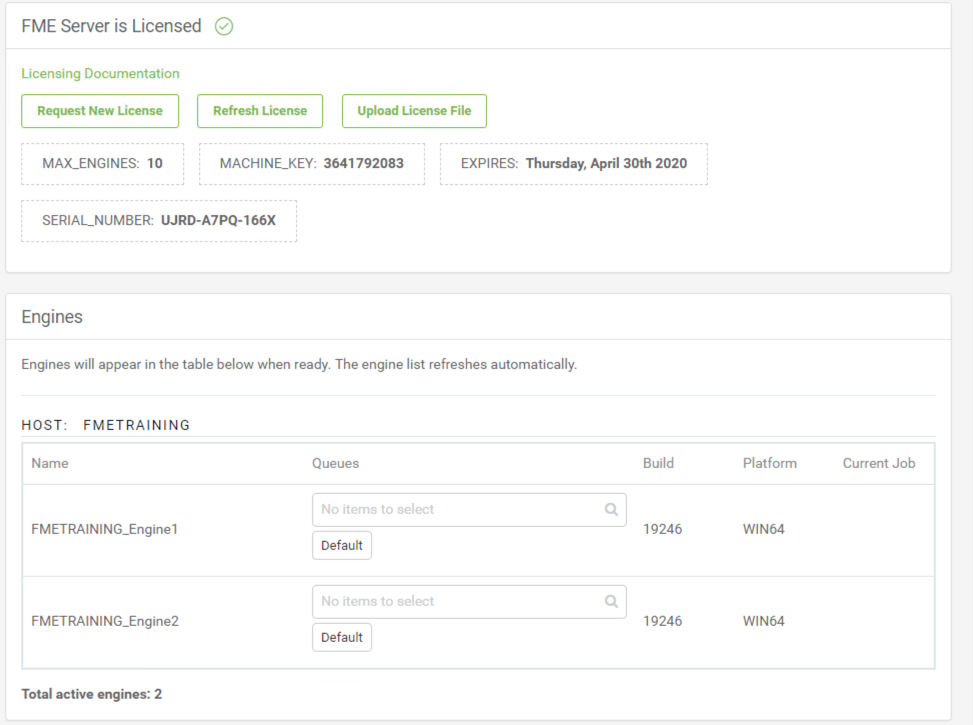 FME Server is Licensed
Licensing Documentation
Request New License Refresh License Upload License File
MAX_ENGINES: 10 MACHINE_KEY: 3641792083 EXPIRES: Thursday, April 30th 2020
SERIAL_NUMBER: UJRD-A7PQ-166X
Engines
Engines will appear in the table below when ready. The engine list refreshes automatically.
HOST: FMETRAINING
Name Queues Build Platform Current Job
No items to select
FMETRAINING_Engine1 19246 WIN64
Default
No items to select
FMETRAINING_Engine2 19246 WIN64
Default
Total active engines: 2